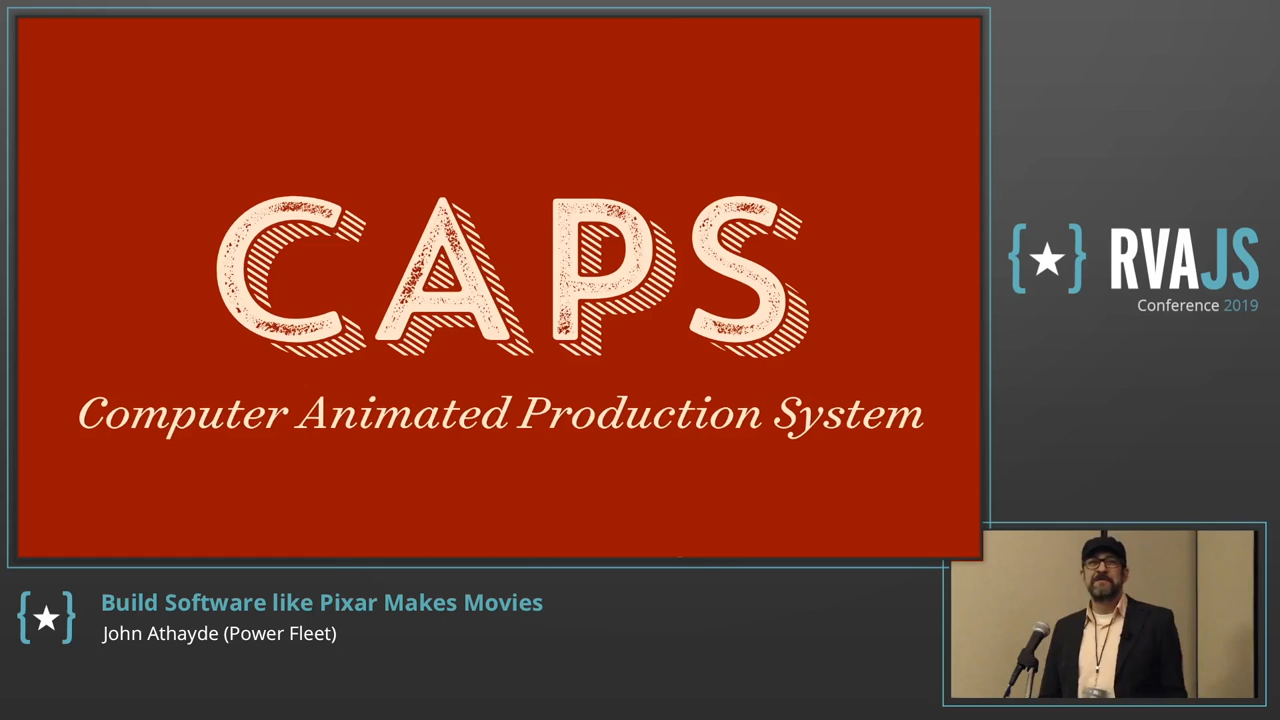 CAPS
Computer Animated Production System
{★} RVAJS
Conference 2019
{★} Build Software like Pixar Makes Movies
John Athayde (Power Fleet)